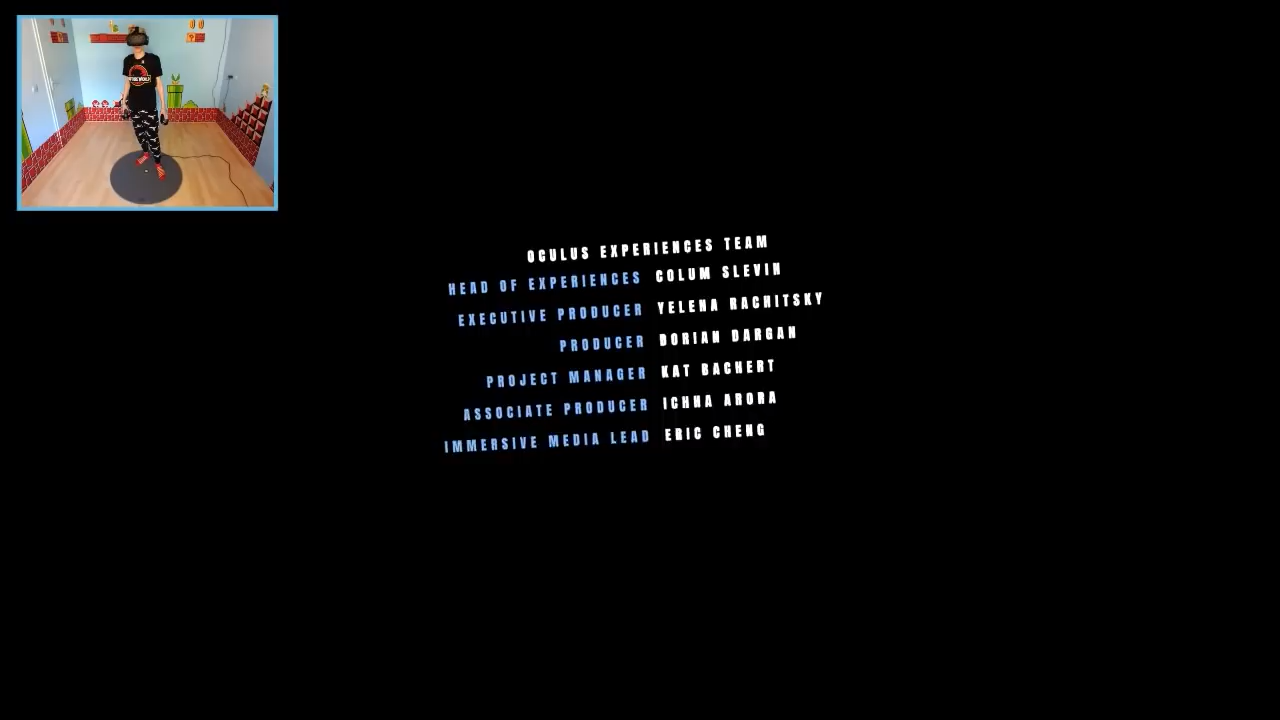 OCULUS EXPERIENCES TEAM
HEAD OF EXPERIENCES COLUM SLEVIN
EXECUTIVE PRODUCER YELENA RACHITSKY
PRODUCER DORIAN DARGAN
PROJECT MANAGER KAT BACHERT
ASSOCIATE PRODUCER ICHHA ARORA
IMMERSIVE MEDIA LEAD ERIC CHENG